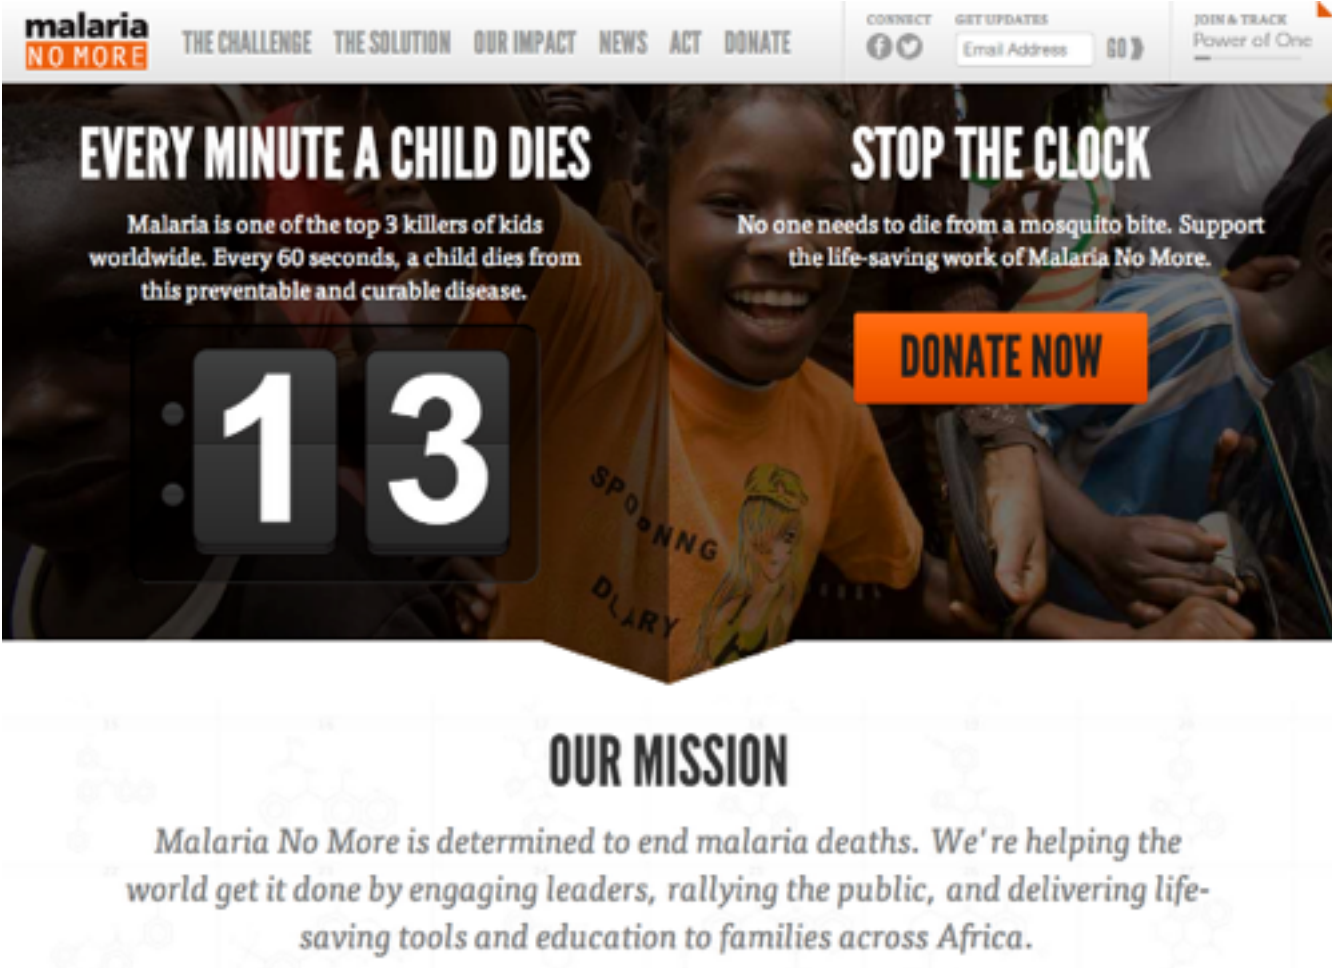 malaria
NO MORE
THE CHALLENGE THE SOLUTION OUR IMPACT NEWS ACT DONATE
CONNECT
GET UPDATES
Email Address GO
JOIN & TRACK
Power of One
EVERY MINUTE A CHILD DIES
Malaria is one of the top 3 killers of kids
worldwide. Every 60 seconds, a child dies from
this preventable and curable disease.
13
STOP THE CLOCK
No one needs to die from a mosquito bite. Support
the life-saving work of Malaria No More.
DONATE NOW
OUR MISSION
Malaria No More is determined to end malaria deaths. We're helping the
world get it done by engaging leaders, rallying the public, and delivering life-
saving tools and education to families across Africa.